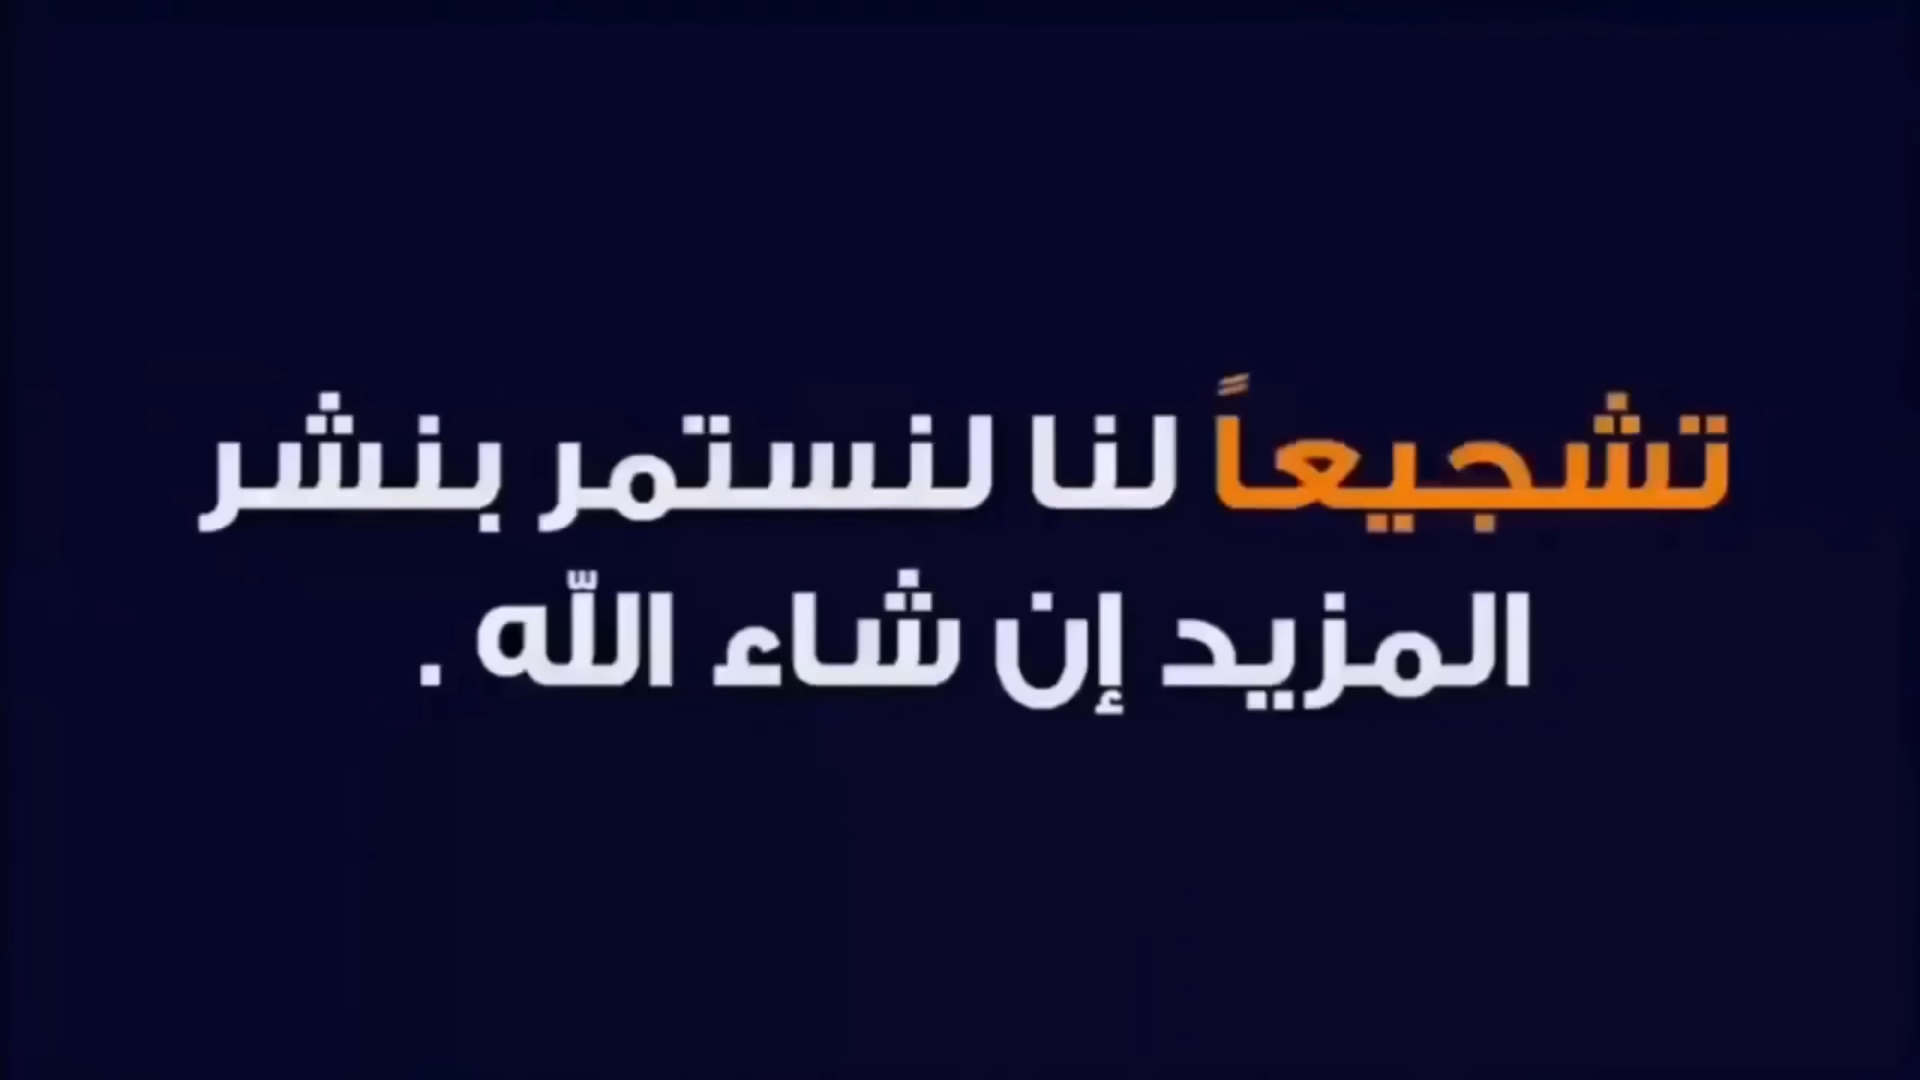 تشجيعاً لنا لنستمر بنشر
المزيد إن شاء اللّه .